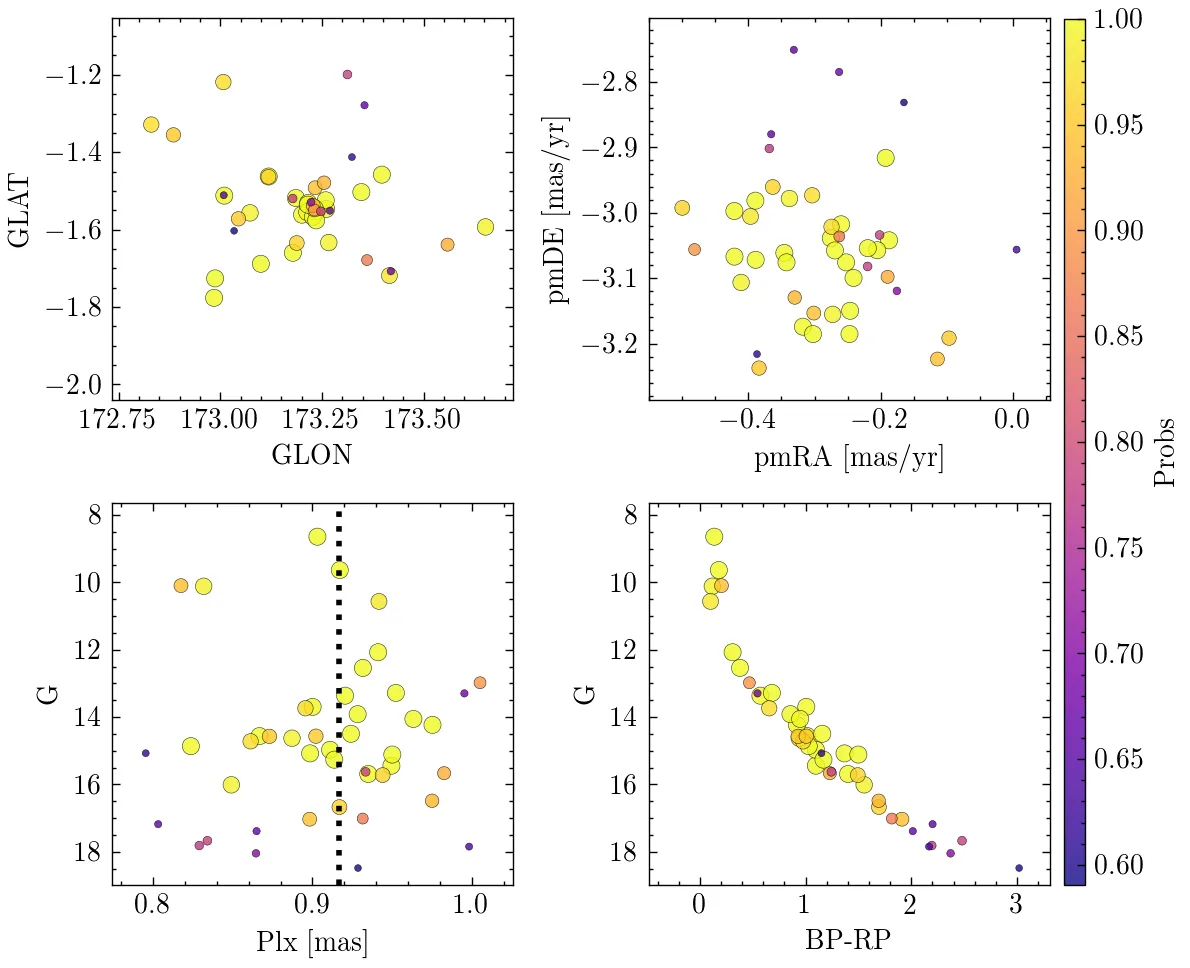 −1.2
−1.4
−1.6
−1.8
−2.0
GLAT
172.75 173.00 173.25 173.50
GLON
−2.8
−2.9
−3.0
−3.1
−3.2
pmDE [mas/yr]
−0.4 −0.2 0.0
pmRA [mas/yr]
8
10
12
14
16
18
G
0.8 0.9 1.0
Plx [mas]
8
10
12
14
16
18
G
0 1 2 3
BP-RP
1.00
0.95
0.90
0.85
0.80
0.75
0.70
0.65
0.60
Probs